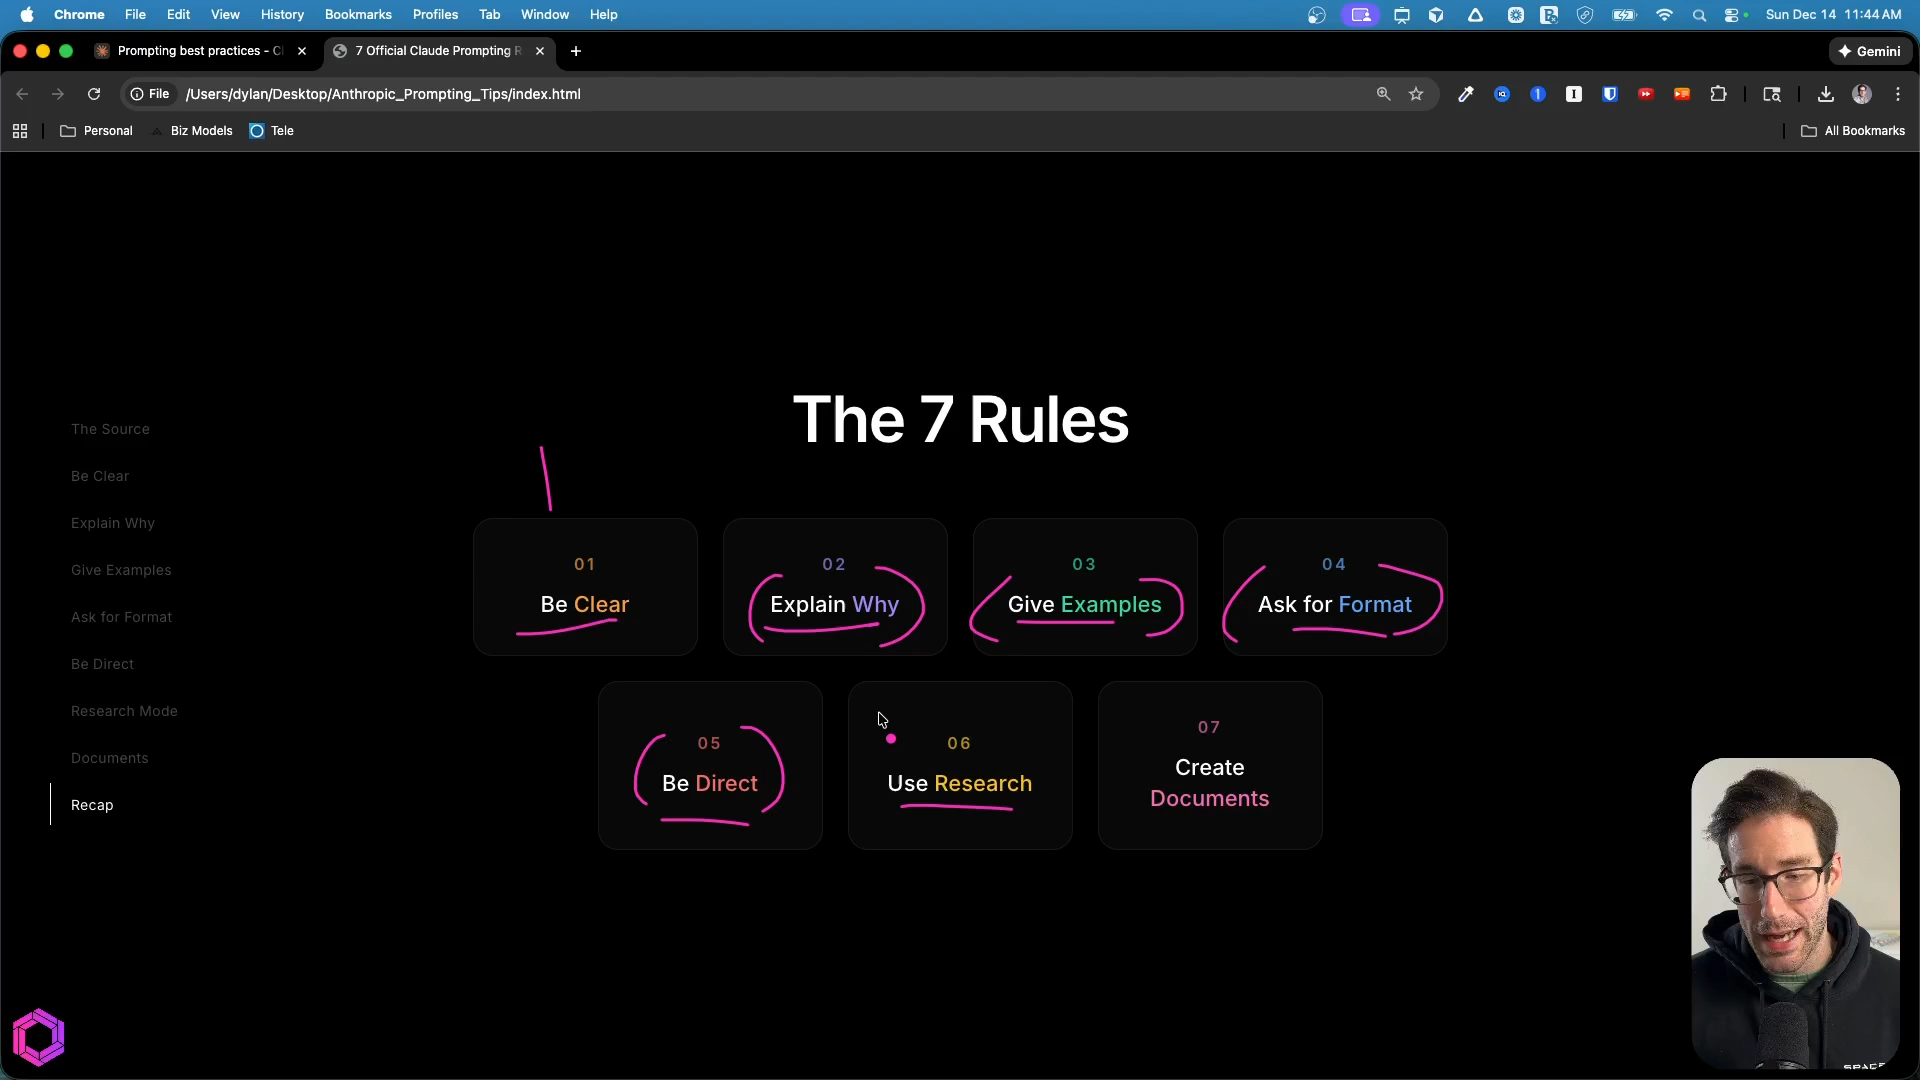 Chrome File Edit View History Bookmarks Profiles Tab Window Help Sun Dec 14 11:44 AM
Prompting best practices - Cl 7 Official Claude Prompting R Gemini
File /Users/dylan/Desktop/Anthropic_Prompting_Tips/index.html
Personal Biz Models Tele All Bookmarks
The 7 Rules
The Source
Be Clear
Explain Why
Give Examples
Ask for Format
Be Direct
Research Mode
Documents
Recap
01
Be Clear
02
Explain Why
03
Give Examples
04
Ask for Format
05
Be Direct
06
Use Research
07
Create
Documents